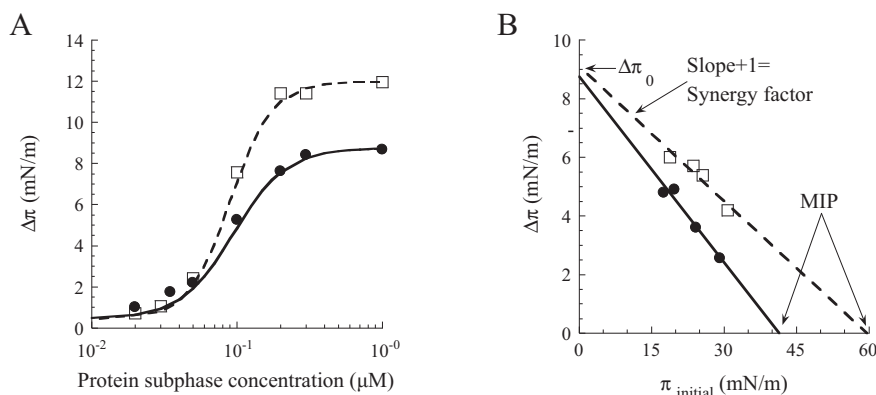 A
14
12
10
8
6
4
2
0
Δπ (mN/m)
10⁻²
10⁻¹
10⁻⁰
Protein subphase concentration (μM)
B
10
8
6
4
2
0
Δπ (mN/m)
Δπ₀
Slope+1=
Synergy factor
MIP
0
15
30
45
60
π initial (mN/m)